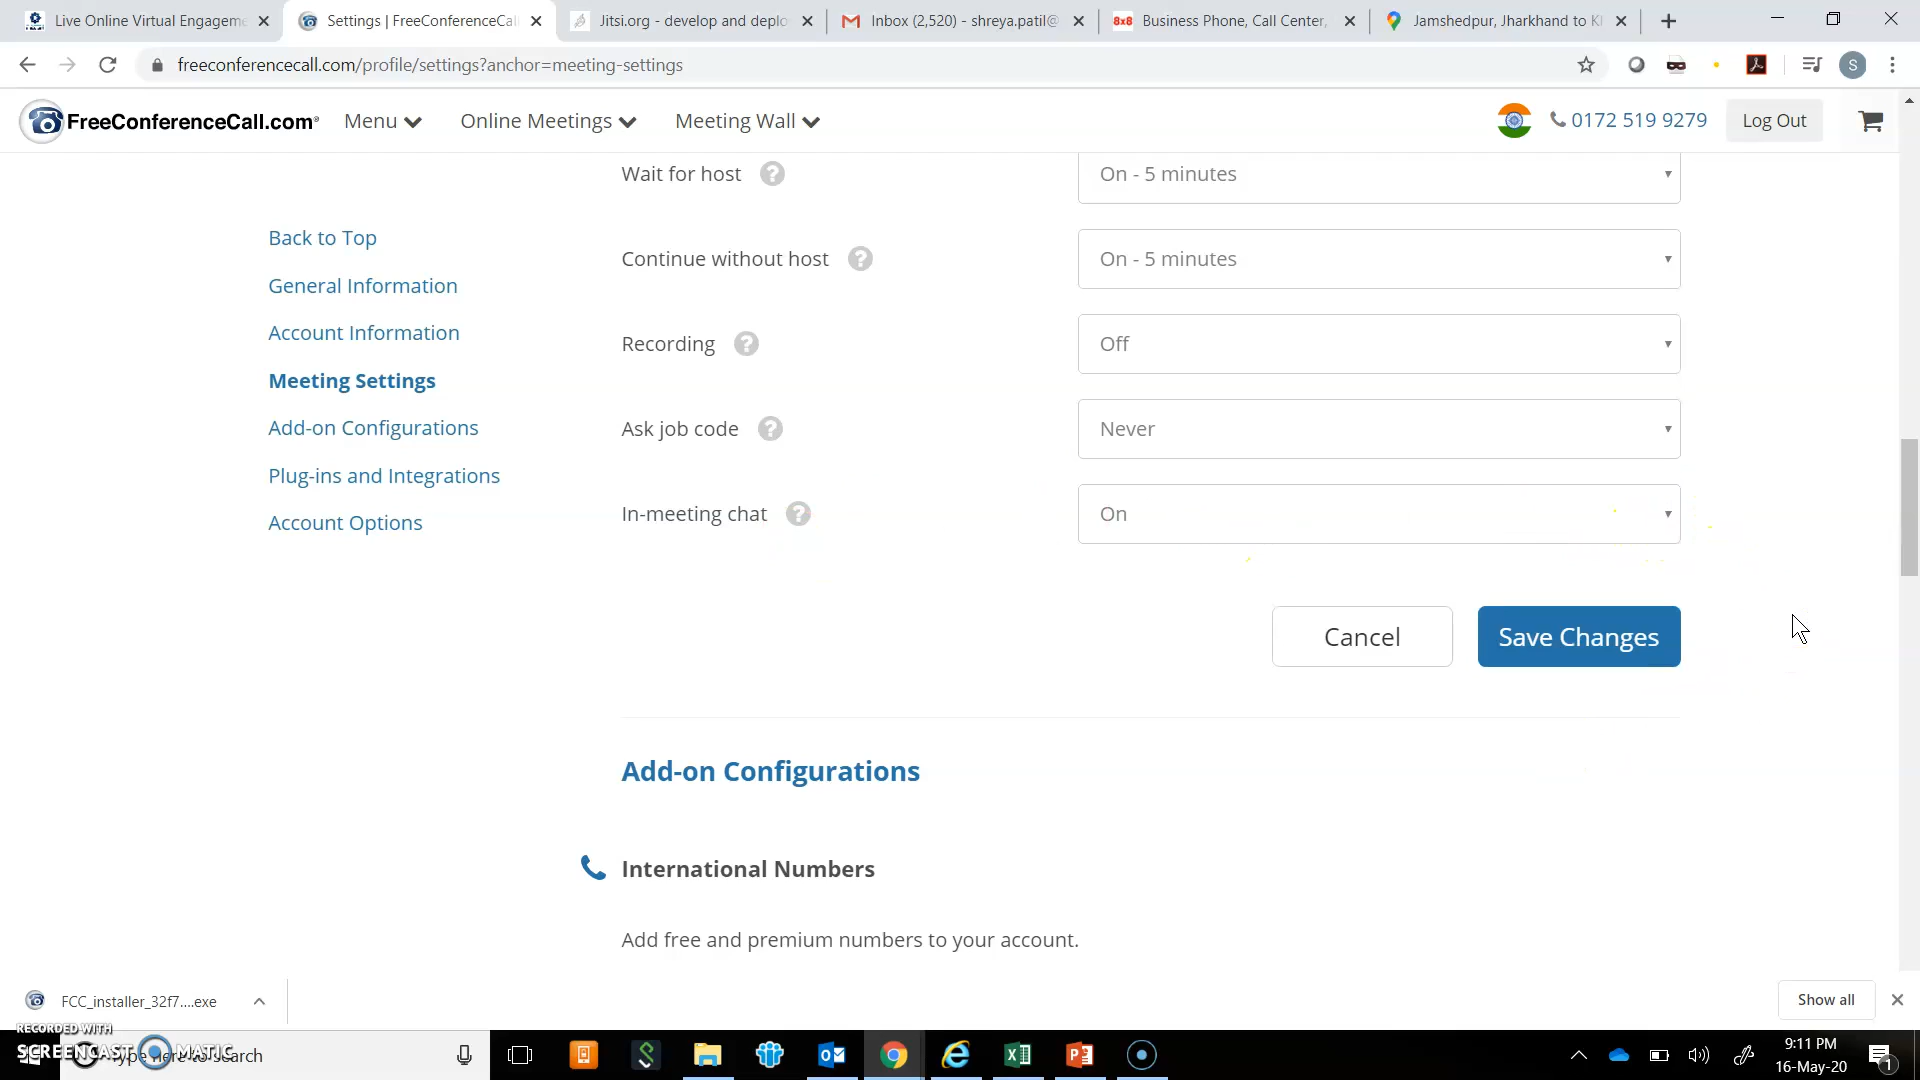 Live Online Virtual Engageme
Settings | FreeConferenceCal
Jitsi.org - develop and deplo
Inbox (2,520) - shreya.patil@
8x8 Business Phone, Call Center,
Jamshedpur, Jharkhand to K
freeconferencecall.com/profile/settings?anchor=meeting-settings
S
FreeConferenceCall.com®
Menu
Online Meetings
Meeting Wall
0172 519 9279
Log Out
Wait for host ?
On - 5 minutes
Back to Top
General Information
Account Information
Meeting Settings
Add-on Configurations
Plug-ins and Integrations
Account Options
Continue without host ?
On - 5 minutes
Recording ?
Off
Ask job code ?
Never
In-meeting chat ?
On
Cancel
Save Changes
Add-on Configurations
International Numbers
Add free and premium numbers to your account.
FCC_installer_32f7....exe
Show all
RECORDED WITH
SCREENCAST MATIC
Type here to search
9:11 PM
16-May-20
1